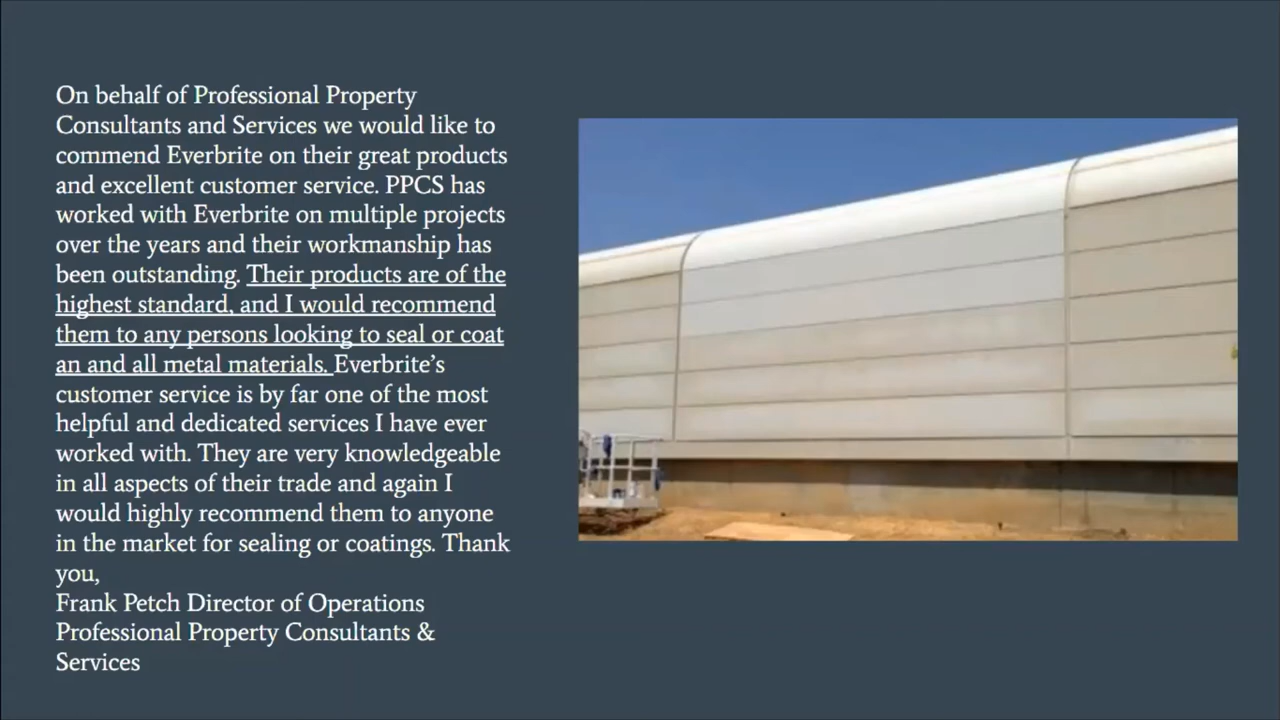 On behalf of Professional Property
Consultants and Services we would like to
commend Everbrite on their great products
and excellent customer service. PPCS has
worked with Everbrite on multiple projects
over the years and their workmanship has
been outstanding. Their products are of the
highest standard, and I would recommend
them to any persons looking to seal or coat
an and all metal materials. Everbrite’s
customer service is by far one of the most
helpful and dedicated services I have ever
worked with. They are very knowledgeable
in all aspects of their trade and again I
would highly recommend them to anyone
in the market for sealing or coatings. Thank
you,
Frank Petch Director of Operations
Professional Property Consultants &
Services